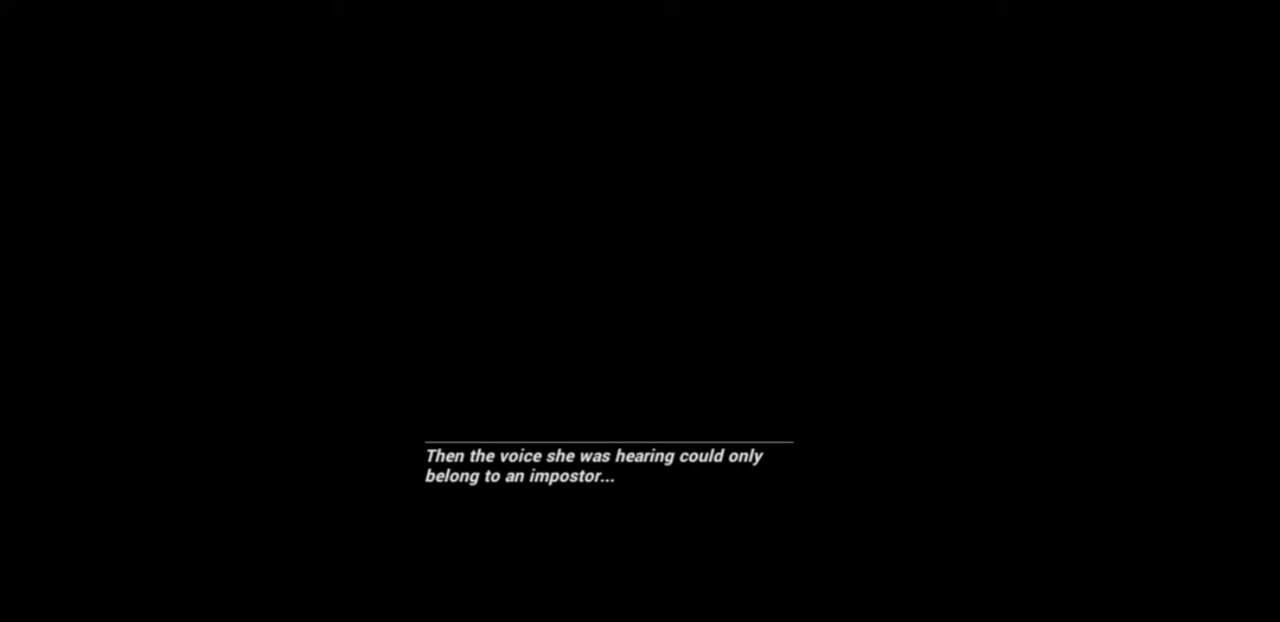 Then the voice she was hearing could only
belong to an impostor...